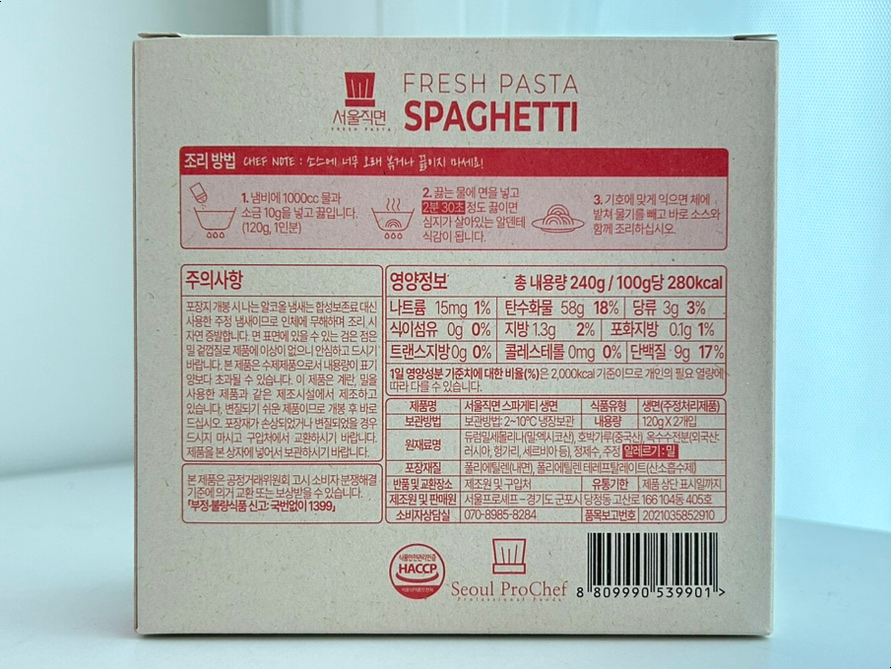 서울직면
FRESH PASTA
FRESH PASTA
SPAGHETTI
조리 방법 CHEF NOTE : 소스에 너무 오래 볶거나 끓이지 마세요!
1. 냄비에 1000cc 물과
소금 10g을 넣고 끓입니다.
(120g, 1인분)
2. 끓는 물에 면을 넣고
2분 30초 정도 끓이면
심지가 살아있는 알덴테
식감이 됩니다.
3. 기호에 맞게 익으면 체에
밭쳐 물기를 빼고 바로 소스와
함께 조리하십시오.
주의사항
포장지 개봉 시 나는 알코올 냄새는 합성보존료 대신
사용한 주정 냄새이므로 인체에 무해하며 조리 시
자연 증발합니다. 면 표면에 있을 수 있는 검은 점은
밀 겉껍질로 제품에 이상이 없으니 안심하고 드시기
바랍니다. 본 제품은 수제제품으로서 내용량이 표기
양보다 초과될 수 있습니다. 이 제품은 계란, 밀을
사용한 제품과 같은 제조시설에서 제조하고
있습니다. 변질되기 쉬운 제품이므로 개봉 후 바로
드십시오. 포장재가 손상되었거나 변질되었을 경우
드시지 마시고 구입처에서 교환하시기 바랍니다.
제품을 본 상자에 넣어서 보관하시기 바랍니다.
본 제품은 공정거래위원회 고시 소비자 분쟁해결
기준에 의거 교환 또는 보상받을 수 있습니다.
「부정·불량식품 신고: 국번없이 1399」
영양정보 총 내용량 240g / 100g당 280kcal
나트륨 15mg 1% 탄수화물 58g 18% 당류 3g 3%
식이섬유 0g 0% 지방 1.3g 2% 포화지방 0.1g 1%
트랜스지방 0g 0% 콜레스테롤 0mg 0% 단백질 9g 17%
1일 영양성분 기준치에 대한 비율(%)은 2,000kcal 기준이므로 개인의 필요 열량에
따라 다를 수 있습니다.
제품명 서울직면 스파게티 생면 식품유형 생면(주정처리제품)
보관방법 보관방법: 2~10℃ 냉장보관 내용량 120g X 2개입
원재료명 듀럼밀세몰리나(밀:멕시코산), 호박가루(중국산), 옥수수전분(외국산:
러시아, 헝가리, 세르비아 등), 정제수, 주정 알레르기 : 밀
포장재질 폴리에틸렌(내면), 폴리에틸렌 테레프탈레이트(산소흡수제)
반품 및 교환장소 제조원 및 구입처 유통기한 제품 상단 표시일까지
제조원 및 판매원 서울프로셰프 – 경기도 군포시 당정동 고산로 166 104동 405호
소비자상담실 070-8985-8284 품목보고번호 2021035852910
식품안전관리인증
HACCP
식품의약품안전처
Seoul ProChef
Professional Foods
8 809990 539901 >